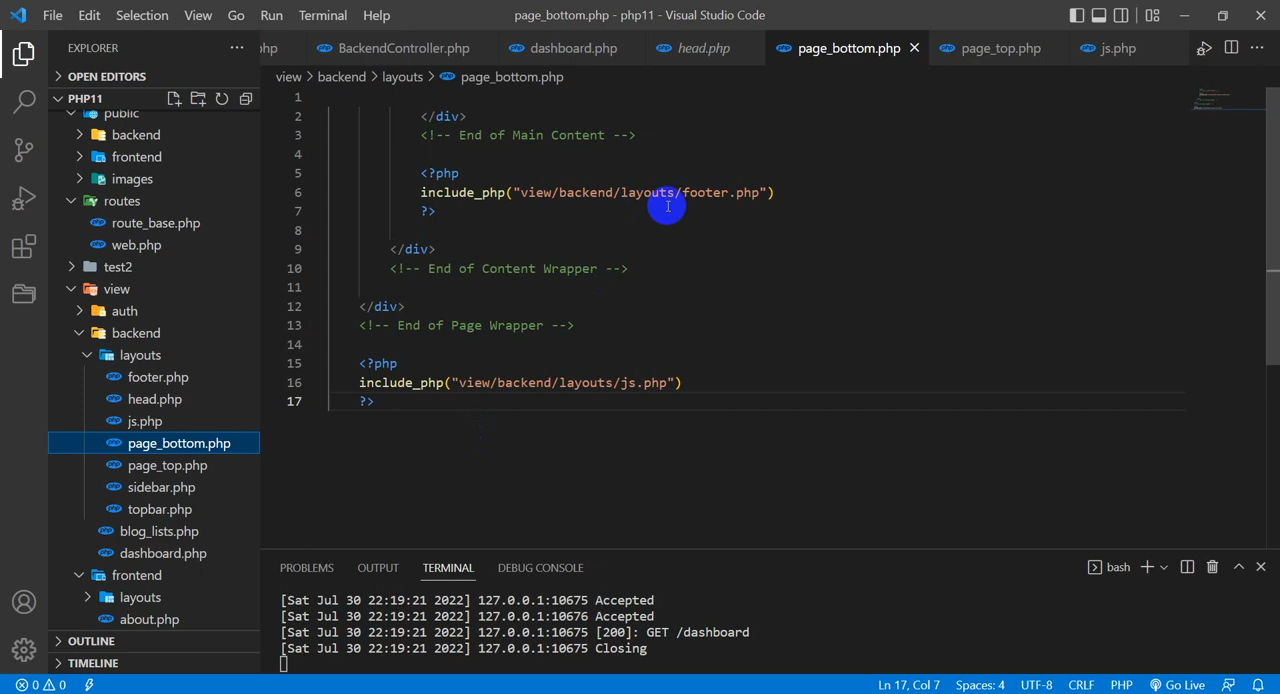 File Edit Selection View Go Run Terminal Help page_bottom.php - php11 - Visual Studio Code
EXPLORER
OPEN EDITORS
PHP11
public
backend
frontend
images
routes
route_base.php
web.php
test2
view
auth
backend
layouts
footer.php
head.php
js.php
page_bottom.php
page_top.php
sidebar.php
topbar.php
blog_lists.php
dashboard.php
frontend
layouts
about.php
OUTLINE
TIMELINE
hp BackendController.php dashboard.php head.php page_bottom.php page_top.php js.php
view > backend > layouts > page_bottom.php
1
2 </div>
3 <!-- End of Main Content -->
4
5 <?php
6 include_php("view/backend/layouts/footer.php")
7 ?>
8
9 </div>
10 <!-- End of Content Wrapper -->
11
12 </div>
13 <!-- End of Page Wrapper -->
14
15 <?php
16 include_php("view/backend/layouts/js.php")
17 ?>
PROBLEMS OUTPUT TERMINAL DEBUG CONSOLE bash
[Sat Jul 30 22:19:21 2022] 127.0.0.1:10675 Accepted
[Sat Jul 30 22:19:21 2022] 127.0.0.1:10676 Accepted
[Sat Jul 30 22:19:21 2022] 127.0.0.1:10675 [200]: GET /dashboard
[Sat Jul 30 22:19:21 2022] 127.0.0.1:10675 Closing
0 0 Ln 17, Col 7 Spaces: 4 UTF-8 CRLF PHP Go Live